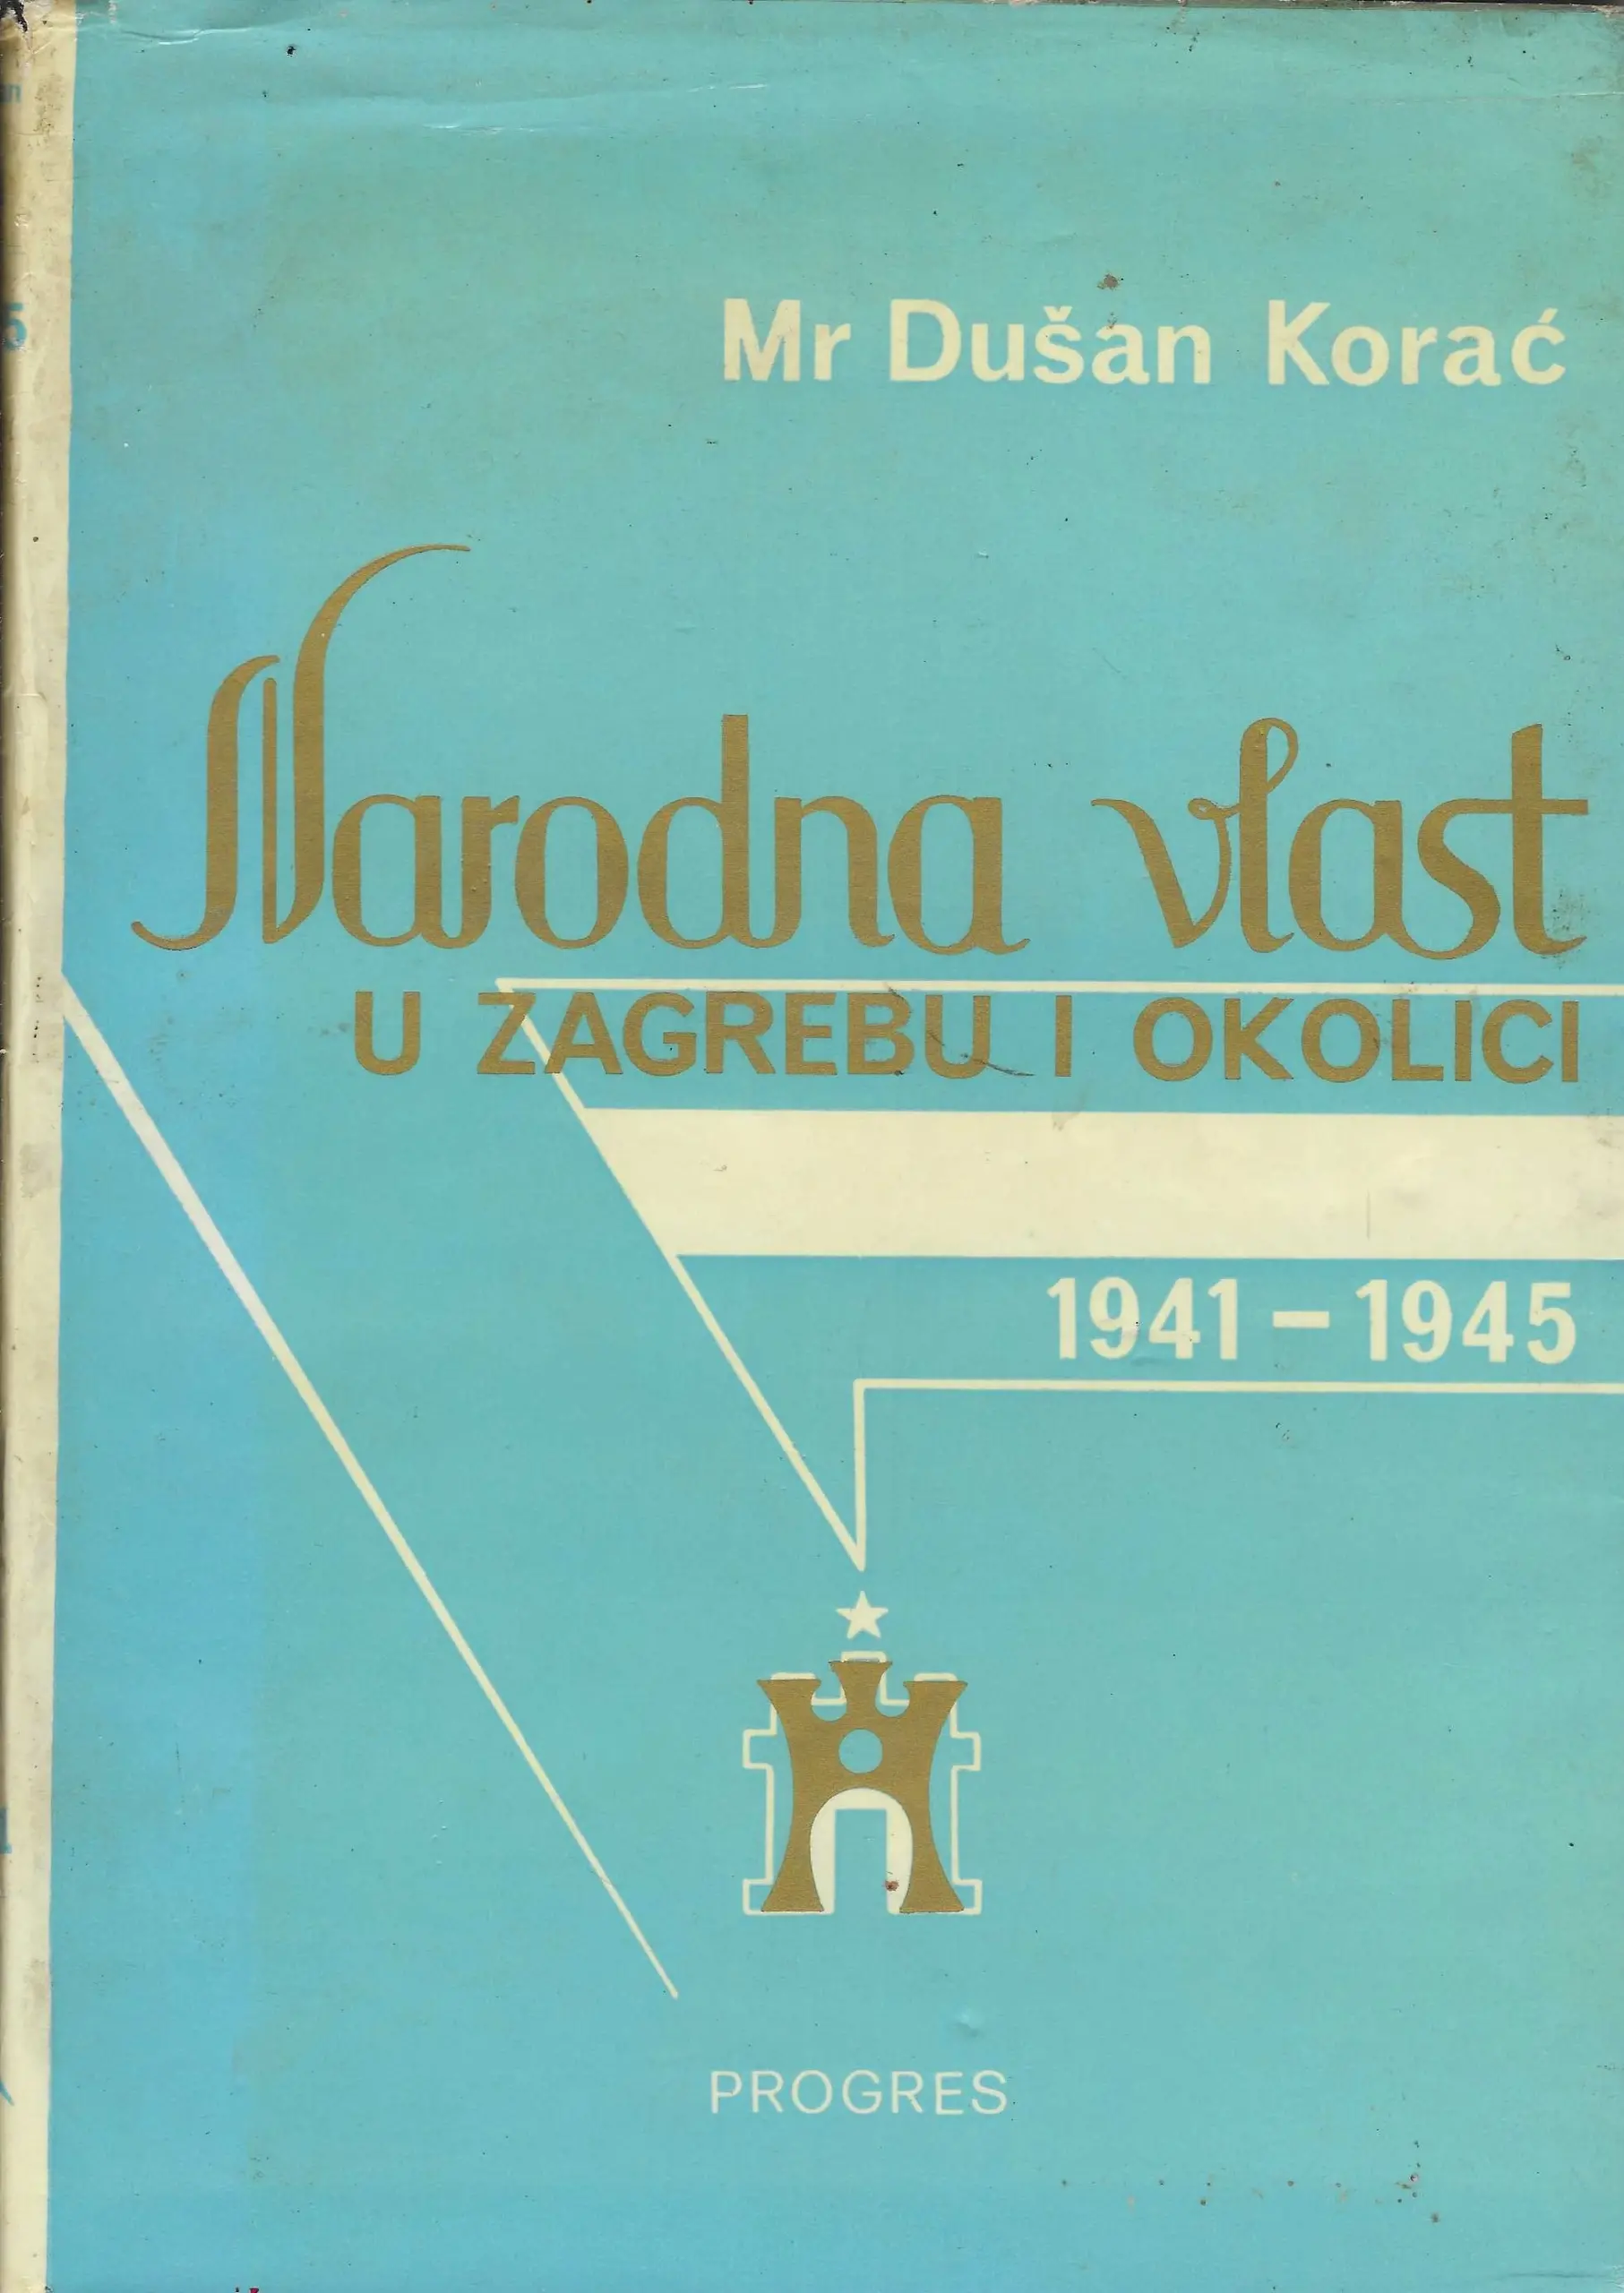 Mr Dušan Korać
Narodna vlast
U ZAGREBU I OKOLICI
1941 – 1945
PROGRES